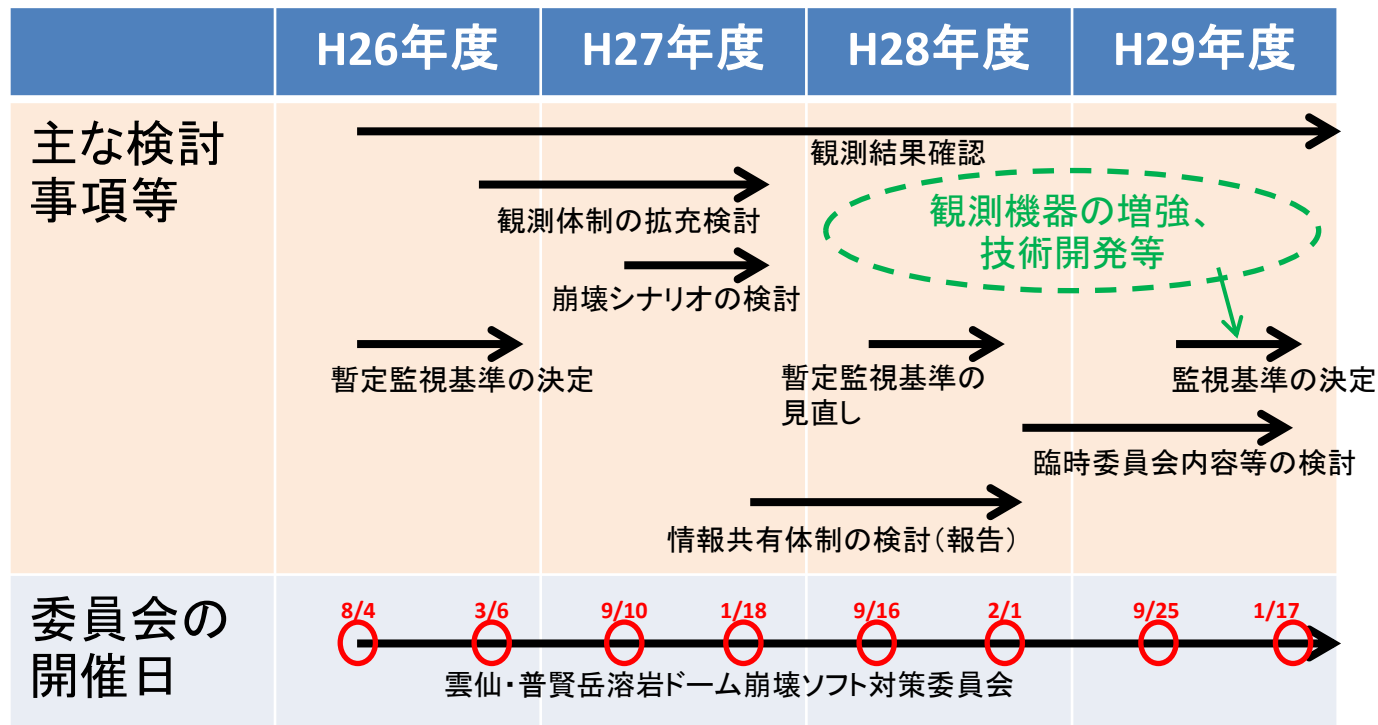 H26年度
H27年度
H28年度
H29年度
主な検討
事項等
観測結果確認
観測体制の拡充検討
観測機器の増強、
技術開発等
崩壊シナリオの検討
暫定監視基準の決定
暫定監視基準の
見直し
監視基準の決定
臨時委員会内容等の検討
情報共有体制の検討(報告)
委員会の
開催日
8/4
3/6
9/10
1/18
9/16
2/1
9/25
1/17
雲仙・普賢岳溶岩ドーム崩壊ソフト対策委員会